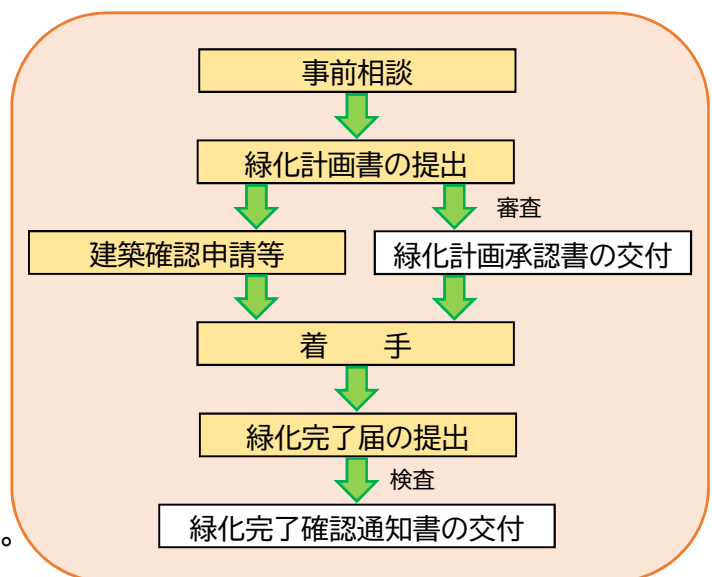 事前相談
緑化計画書の提出
審査
建築確認申請等
緑化計画承認書の交付
着　　手
緑化完了届の提出
検査
緑化完了確認通知書の交付
。